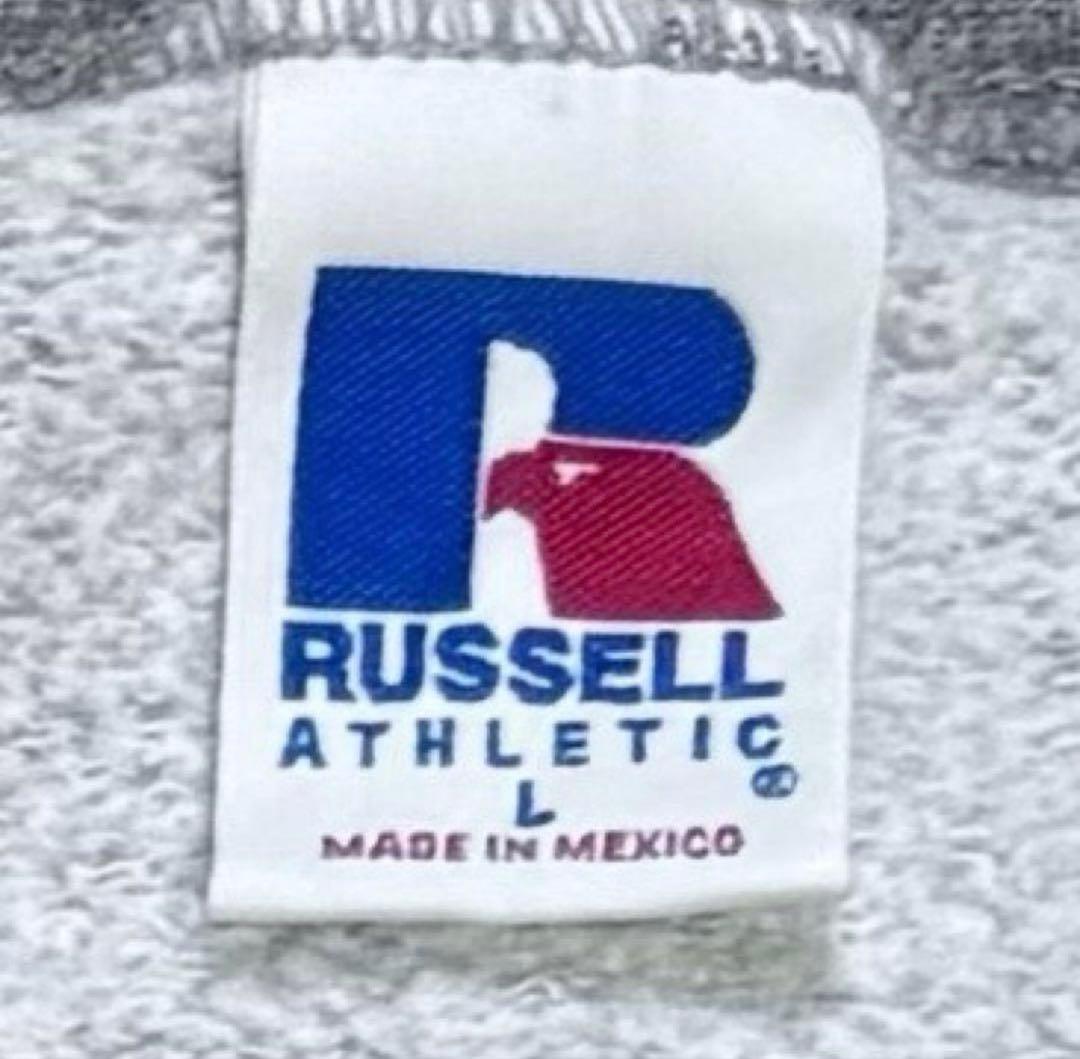 R
RUSSELL
ATHLETIC
®
L
MADE IN MEXICO